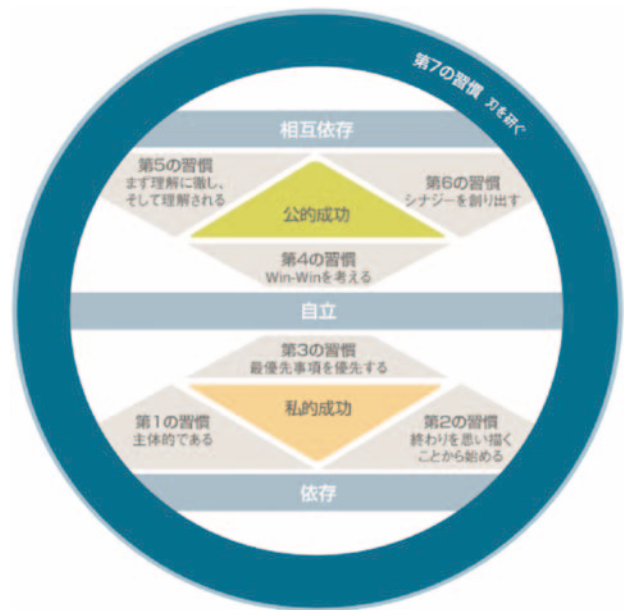 第7の習慣 刃を研ぐ
相互依存
第5の習慣
まず理解に徹し、
そして理解される
第6の習慣
シナジーを創り出す
公的成功
第4の習慣
Win-Winを考える
自立
第3の習慣
最優先事項を優先する
私的成功
第1の習慣
主体的である
第2の習慣
終わりを思い描く
ことから始める
依存